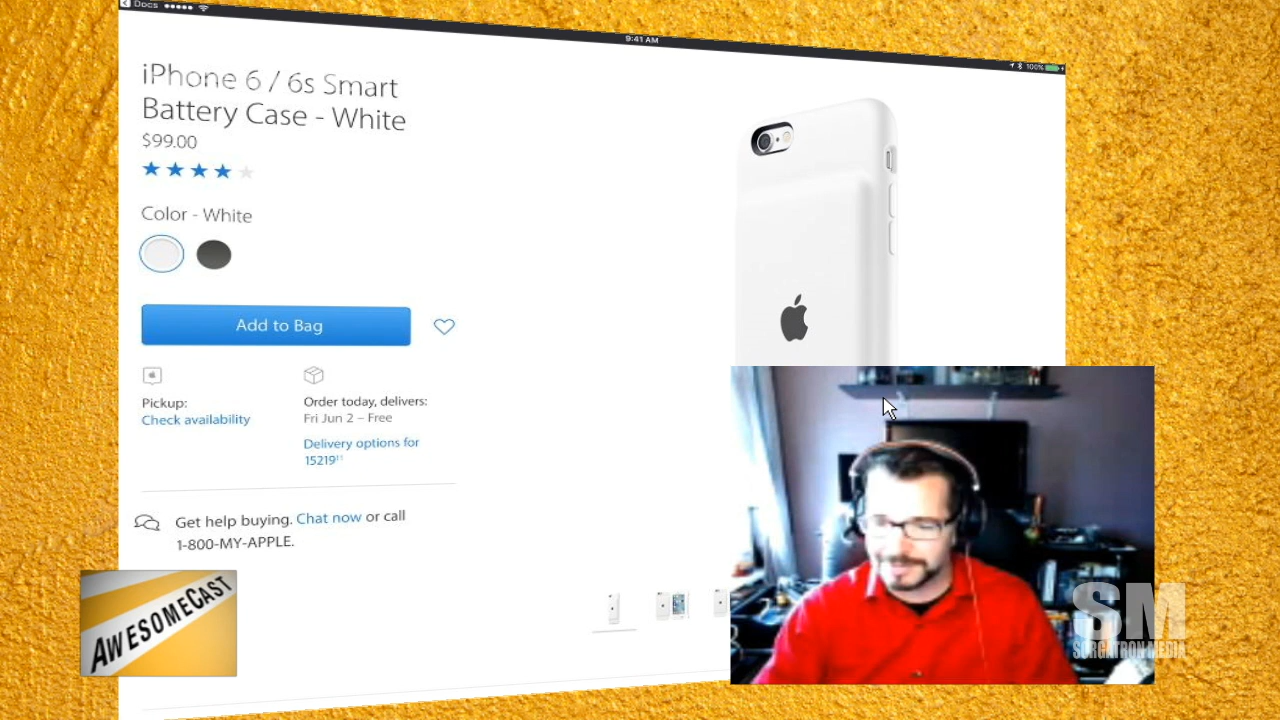 Docs
9:41 AM
100%
iPhone 6 / 6s Smart
Battery Case - White
$99.00
Color - White
Add to Bag
Pickup:
Check availability
Order today, delivers:
Fri Jun 2 – Free
Delivery options for
15219††
Get help buying. Chat now or call
1-800-MY-APPLE.
AWESOMECAST
SM
SORGATRON MEDIA